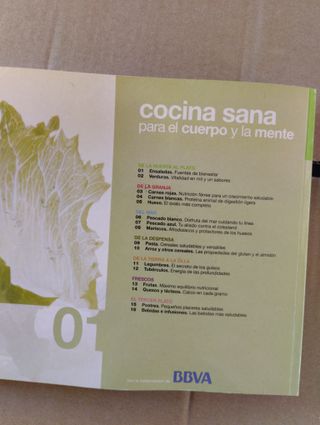 cocina sana
para el cuerpo y la mente
DE LA HUERTA AL PLATO
01 Ensaladas. Fuentes de bienestar
02 Verduras. Vitalidad en mil y un sabores
DE LA GRANJA
03 Carnes rojas. Nutrición férrea para un crecimiento saludable
04 Carnes blancas. Proteína animal de digestión ligera
05 Huevo. El óvalo más completo
DEL MAR
06 Pescado blanco. Disfruta del mar cuidando tu línea
07 Pescado azul. Tu aliado contra el colesterol
08 Mariscos. Afrodisíacos y protectores de los huesos
DE LA DESPENSA
09 Pasta. Cereales saludables y versátiles
10 Arroz y otros cereales. Las propiedades del gluten y el almidón
DE LA TIERRA A LA OLLA
11 Legumbres. El secreto de los guisos
12 Tubérculos. Energía de las profundidades
FRESCOS
13 Frutas. Máximo equilibrio nutricional
14 Quesos y lácteos. Calcio en cada gramo
EL TERCER PLATO
15 Postres. Pequeños placeres saludables
16 Bebidas e infusiones. Las bebidas más saludables
01
con la colaboración de BBVA